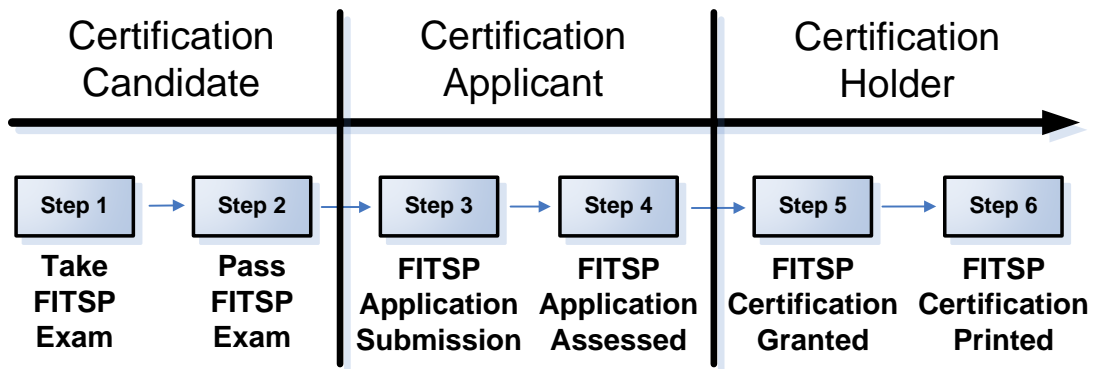 Certification
Candidate
Certification
Applicant
Certification
Holder
Step 1
Step 2
Step 3
Step 4
Step 5
Step 6
Take
FITSP
Exam
Pass
FITSP
Exam
FITSP
Application
Submission
FITSP
Application
Assessed
FITSP
Certification
Granted
FITSP
Certification
Printed